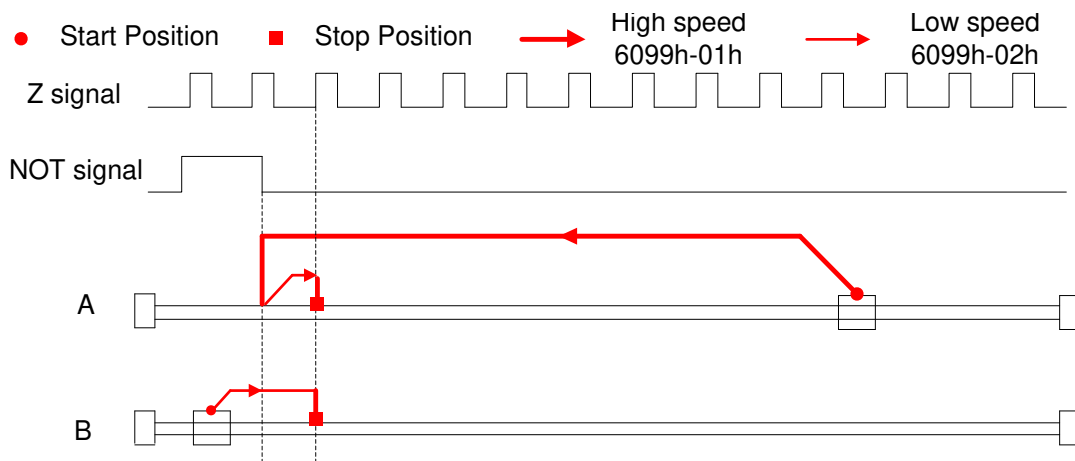 Start Position Stop Position High speed Low speed
6099h-01h 6099h-02h
Z signal
NOT signal
A
B